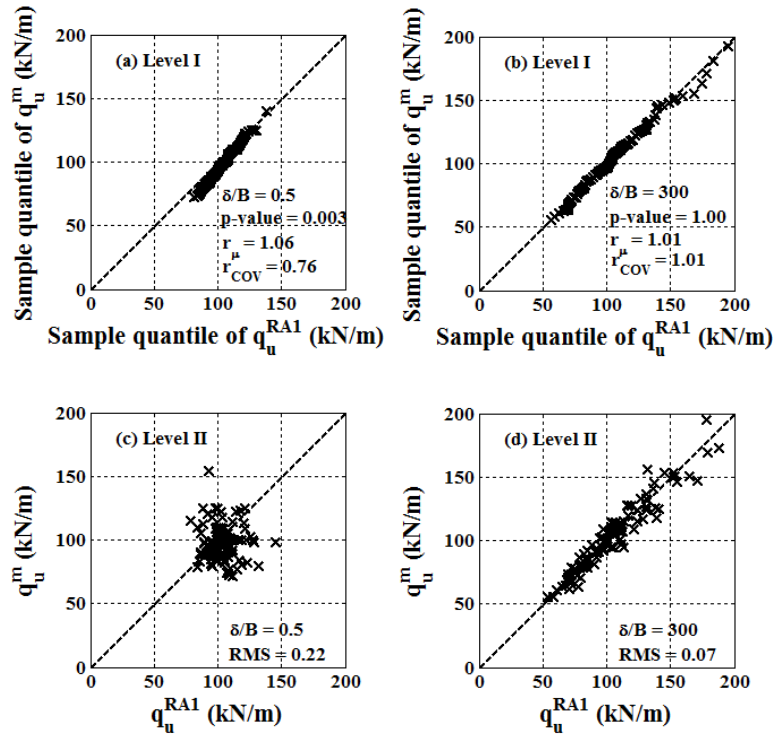 (a) Level I
Sample quantile of q_u^m (kN/m)
200
150
100
50
0
δ/B = 0.5
p-value = 0.003
r_μ = 1.06
r_COV = 0.76
0 50 100 150 200
Sample quantile of q_u^RA1 (kN/m)
(b) Level I
Sample quantile of q_u^m (kN/m)
200
150
100
50
0
δ/B = 300
p-value = 1.00
r_μ = 1.01
r_COV = 1.01
0 50 100 150 200
Sample quantile of q_u^RA1 (kN/m)
(c) Level II
q_u^m (kN/m)
200
150
100
50
0
δ/B = 0.5
RMS = 0.22
0 50 100 150 200
q_u^RA1 (kN/m)
(d) Level II
q_u^m (kN/m)
200
150
100
50
0
δ/B = 300
RMS = 0.07
0 50 100 150 200
q_u^RA1 (kN/m)